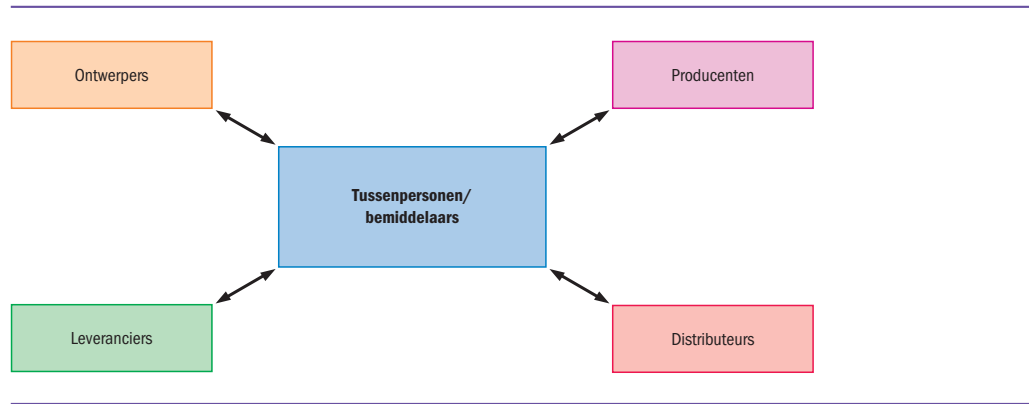 Ontwerpers
Producenten
Tussenpersonen/
bemiddelaars
Leveranciers
Distributeurs